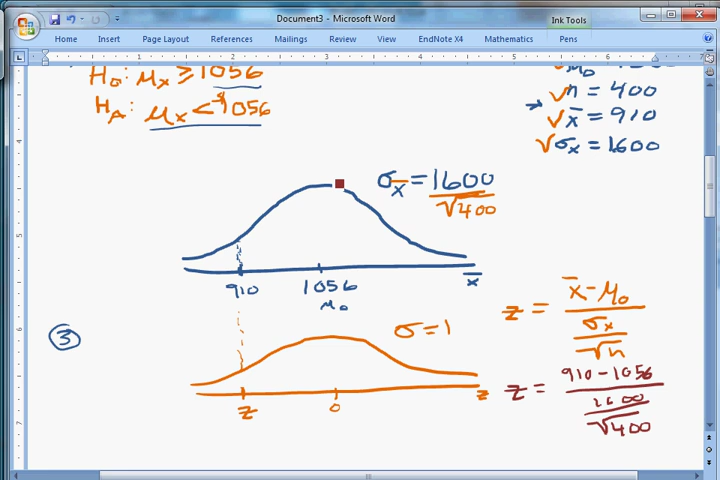 Document3 - Microsoft Word
Ink Tools
Home Insert Page Layout References Mailings Review View EndNote X4 Developer Pens
H₀: μₓ ≥ 1056
Hₐ: μₓ < 1056
√n = 400
√x̄ = 910
√σₓ = 1600
σx̄ = 1600/√400
910 1056 x̄
μ₀
z = (x̄ - μ₀)/(σₓ/√n)
③
σ = 1
z = (910 - 1056)/(1600/√400)
z 0 z